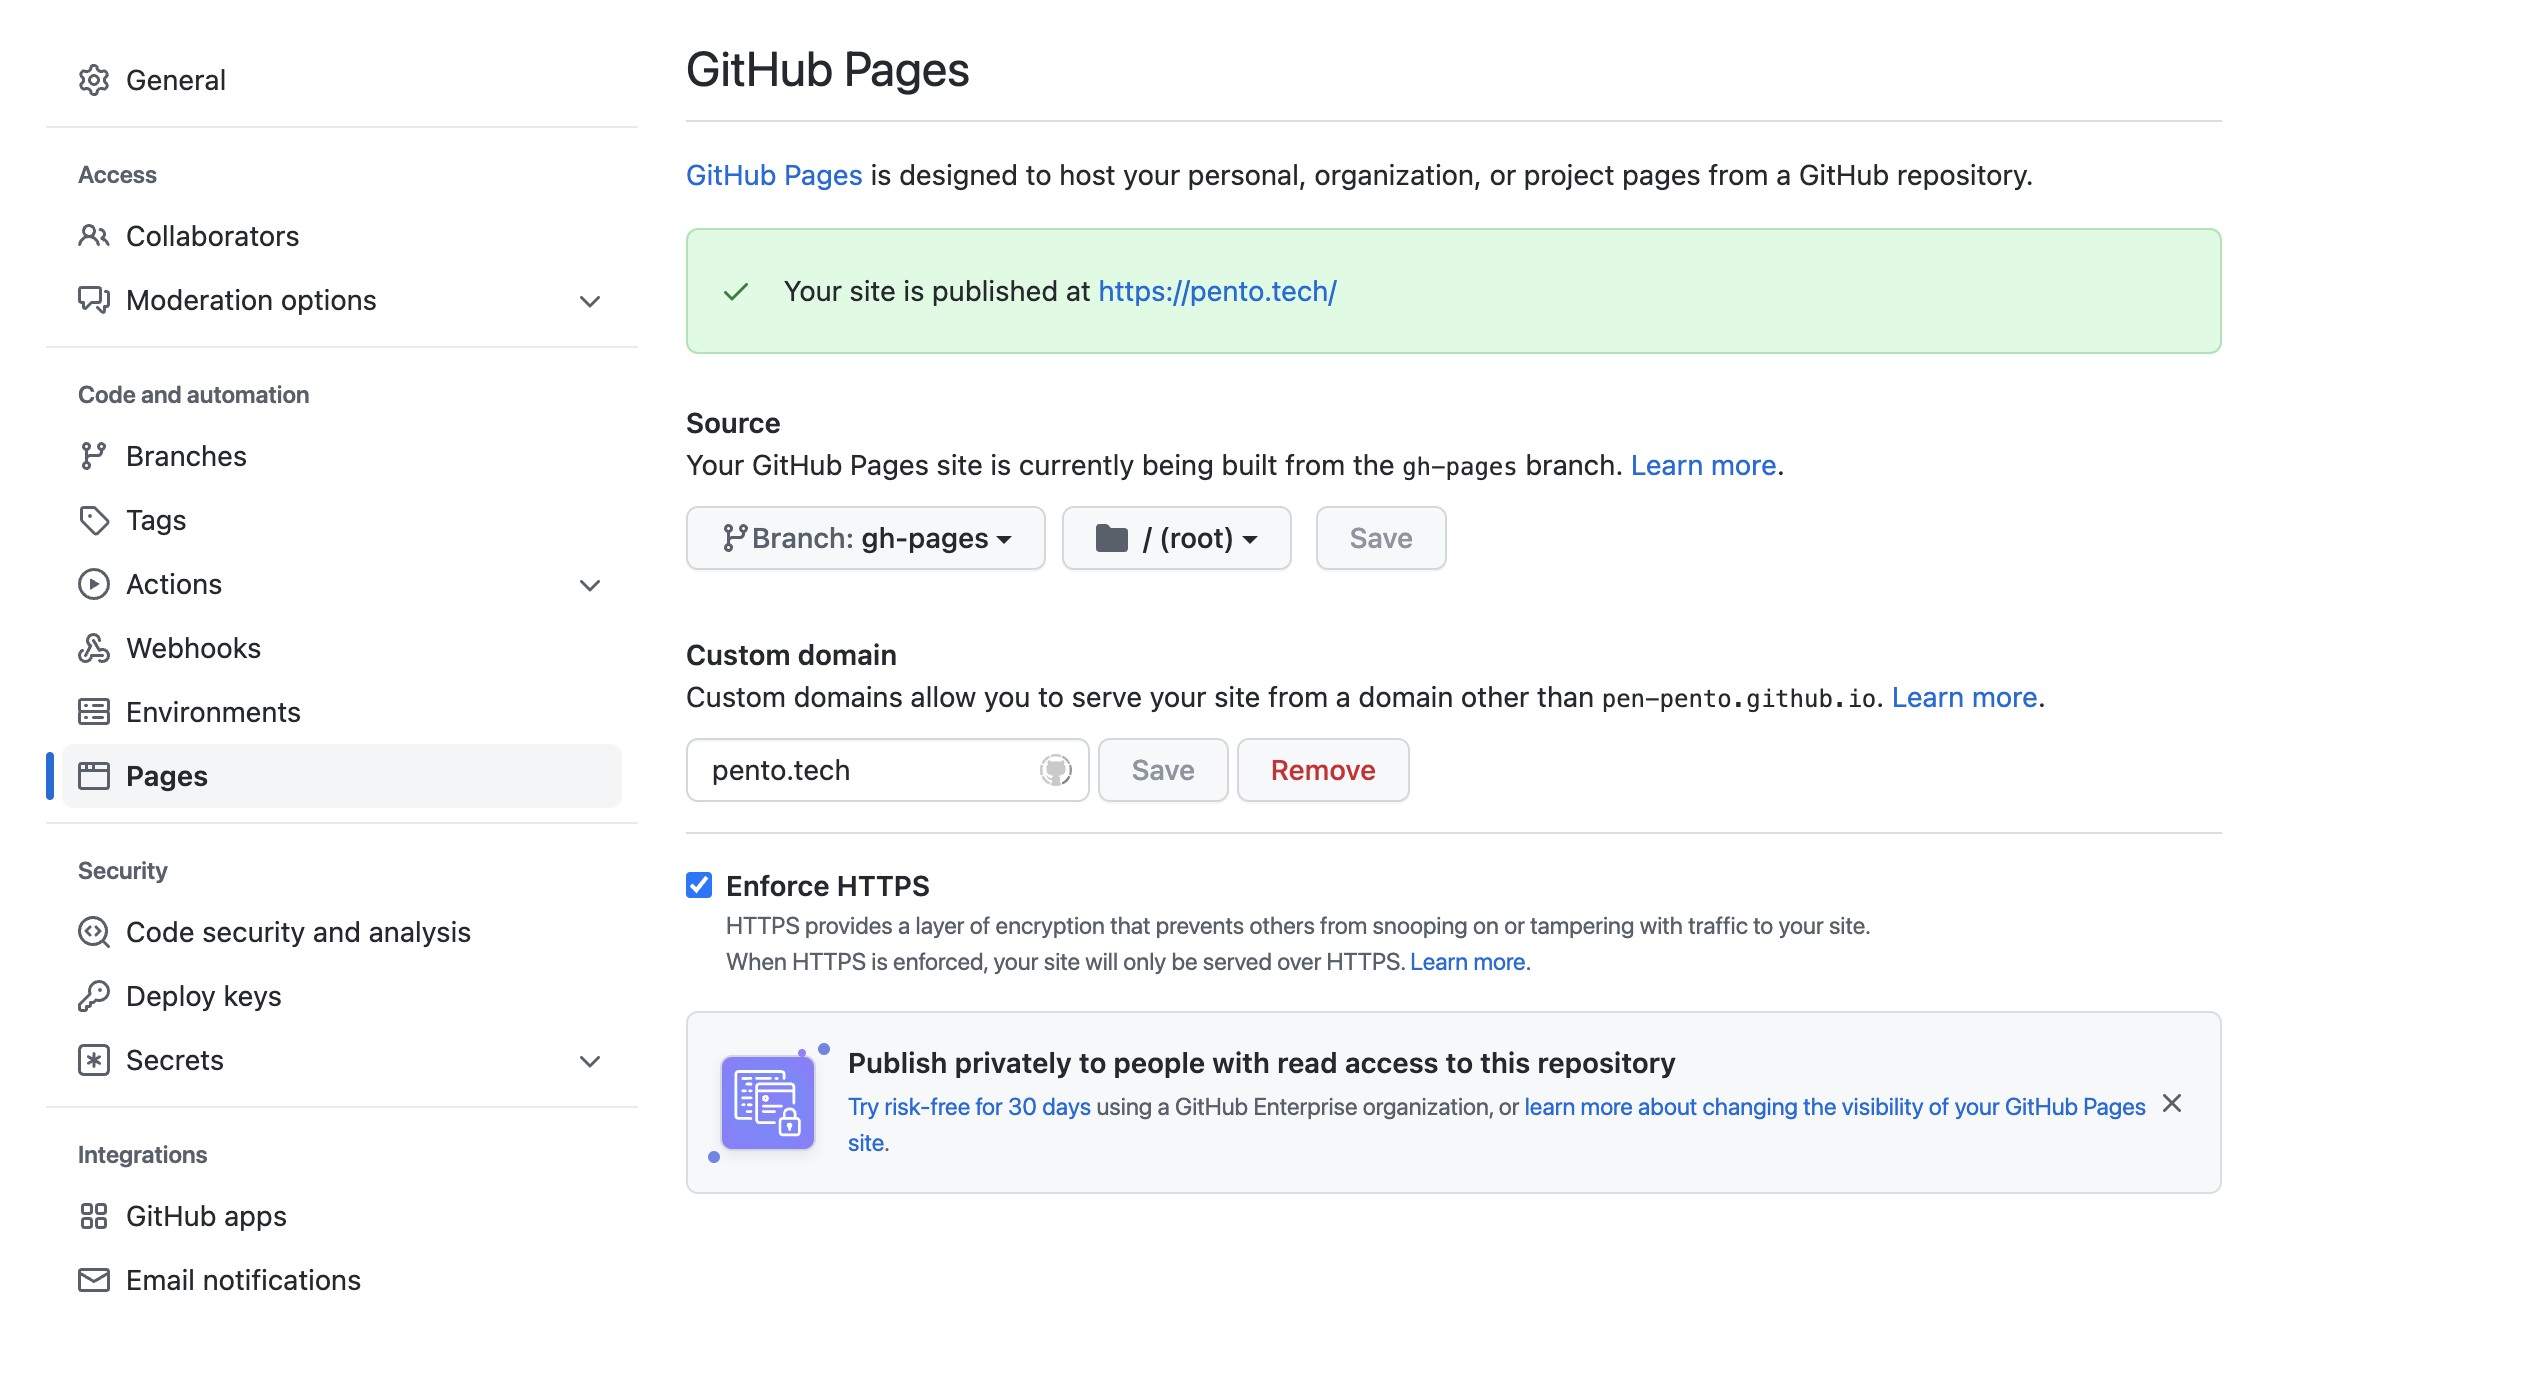 General
Access
Collaborators
Moderation options
Code and automation
Branches
Tags
Actions
Webhooks
Environments
Pages
Security
Code security and analysis
Deploy keys
Secrets
Integrations
GitHub apps
Email notifications
GitHub Pages
GitHub Pages is designed to host your personal, organization, or project pages from a GitHub repository.
Your site is published at https://pento.tech/
Source
Your GitHub Pages site is currently being built from the gh-pages branch. Learn more.
Branch: gh-pages / (root) Save
Custom domain
Custom domains allow you to serve your site from a domain other than pen-pento.github.io. Learn more.
pento.tech Save Remove
Enforce HTTPS
HTTPS provides a layer of encryption that prevents others from snooping on or tampering with traffic to your site.
When HTTPS is enforced, your site will only be served over HTTPS. Learn more.
Publish privately to people with read access to this repository
Try risk-free for 30 days using a GitHub Enterprise organization, or learn more about changing the visibility of your GitHub Pages
site.